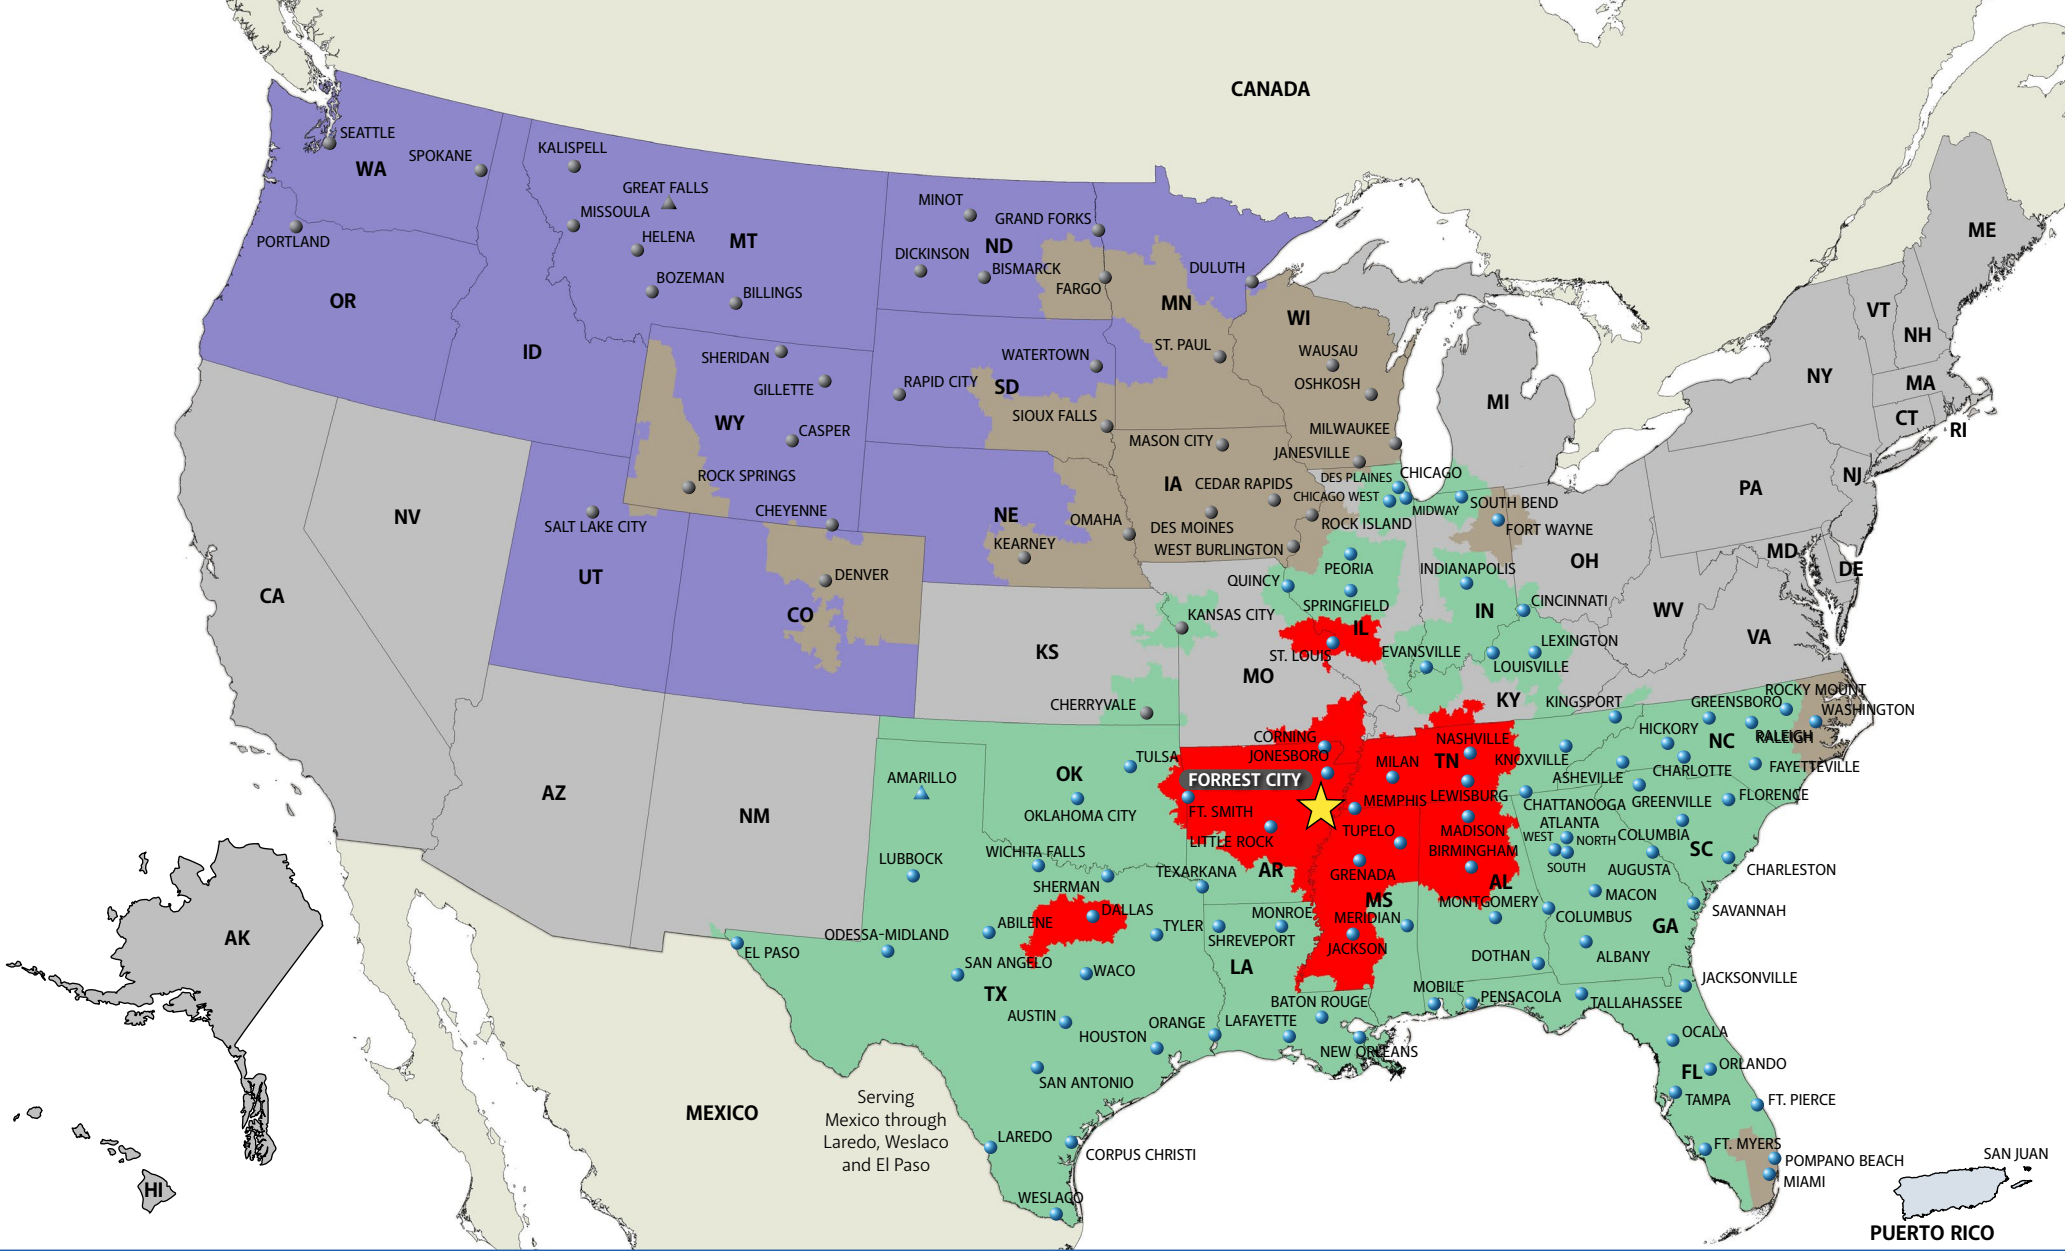 CANADA
SEATTLE
SPOKANE
WA
KALISPELL
GREAT FALLS
MISSOULA
HELENA
MT
BOZEMAN
BILLINGS
PORTLAND
OR
ID
MINOT
GRAND FORKS
ND
DICKINSON
BISMARCK
FARGO
DULUTH
MN
WI
ST. PAUL
WAUSAU
OSHKOSH
WATERTOWN
RAPID CITY
SD
SIOUX FALLS
SHERIDAN
GILLETTE
WY
CASPER
ROCK SPRINGS
CHEYENNE
MILWAUKEE
MASON CITY
JANESVILLE
IA
CEDAR RAPIDS
DES PLAINES
CHICAGO
CHICAGO WEST
MIDWAY
SOUTH BEND
FORT WAYNE
ROCK ISLAND
DES MOINES
WEST BURLINGTON
NE
OMAHA
KEARNEY
MI
ME
VT
NH
NY
MA
CT
RI
PA
NJ
MD
DE
OH
WV
VA
NV
CA
SALT LAKE CITY
UT
DENVER
CO
KS
KANSAS CITY
CHERRYVALE
QUINCY
PEORIA
SPRINGFIELD
IL
ST. LOUIS
MO
INDIANAPOLIS
IN
CINCINNATI
LEXINGTON
EVANSVILLE
LOUISVILLE
KY
KINGSPORT
GREENSBORO
ROCKY MOUNT
WASHINGTON
RALEIGH
RALEIGH
HICKORY
NC
CHARLOTTE
FAYETTEVILLE
CORNING
JONESBORO
FORREST CITY
NASHVILLE
TN
MILAN
KNOXVILLE
ASHEVILLE
MEMPHIS
LEWISBURG
CHATTANOOGA
GREENVILLE
FLORENCE
AZ
NM
AMARILLO
OK
TULSA
OKLAHOMA CITY
FT. SMITH
LITTLE ROCK
AR
TUPELO
MADISON
BIRMINGHAM
AL
ATLANTA
WEST
NORTH
SOUTH
COLUMBIA
SC
AUGUSTA
CHARLESTON
LUBBOCK
WICHITA FALLS
SHERMAN
TEXARKANA
GRENADA
MS
MONTGOMERY
MACON
COLUMBUS
GA
SAVANNAH
ABILENE
DALLAS
TYLER
MONROE
SHREVEPORT
MERIDIAN
JACKSON
ODESSA-MIDLAND
EL PASO
SAN ANGELO
WACO
TX
LA
DOTHAN
ALBANY
JACKSONVILLE
AK
AUSTIN
HOUSTON
ORANGE
LAFAYETTE
BATON ROUGE
NEW ORLEANS
MOBILE
PENSACOLA
TALLAHASSEE
OCALA
ORLANDO
FL
TAMPA
FT. PIERCE
SAN ANTONIO
MEXICO
Serving
Mexico through
Laredo, Weslaco
and El Paso
LAREDO
CORPUS CHRISTI
WESLACO
FT. MYERS
POMPANO BEACH
MIAMI
HI
SAN JUAN
PUERTO RICO